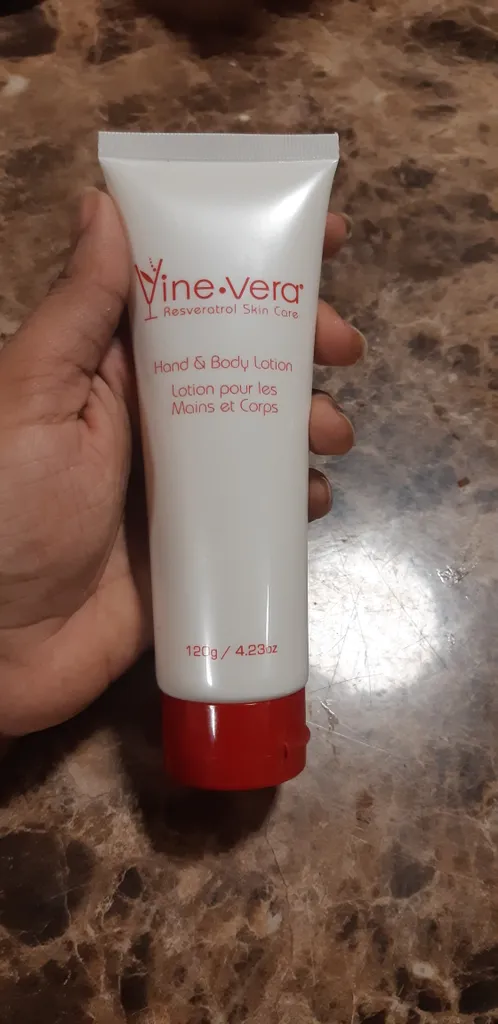 Vine•vera
Resveratrol Skin Care
Hand & Body Lotion
Lotion pour les
Mains et Corps
120g / 4.23oz